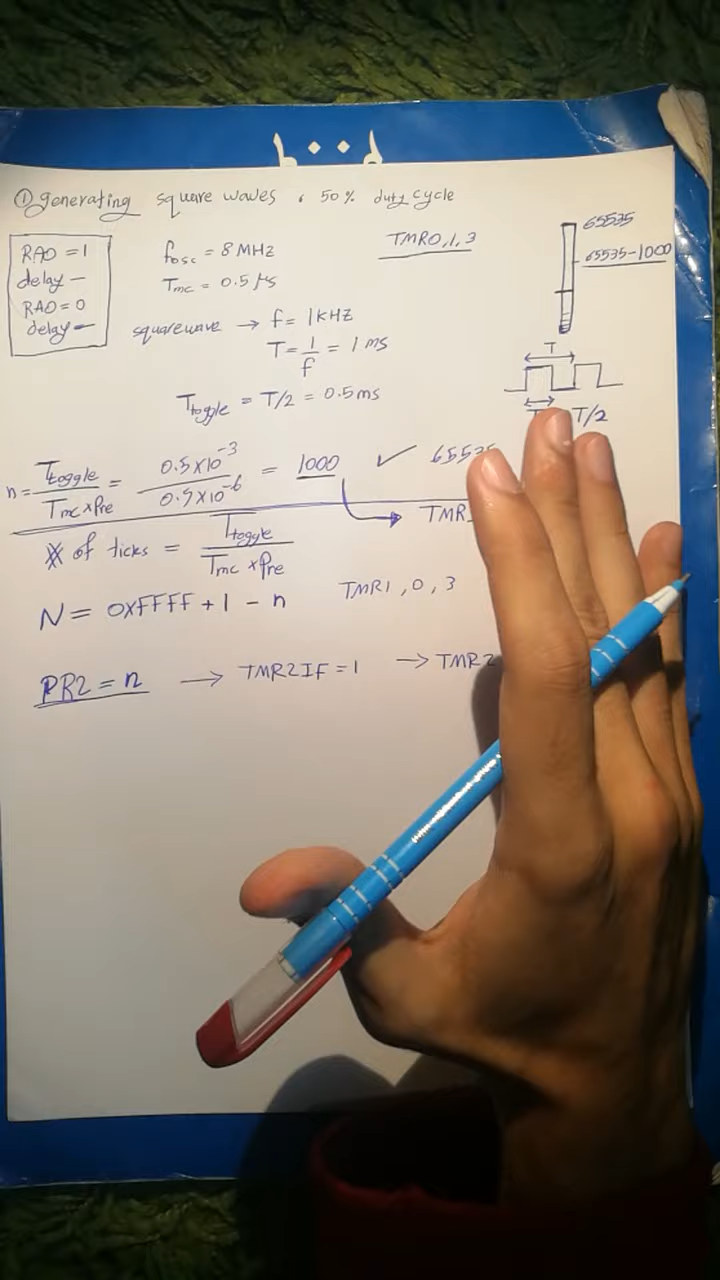 ① generating square waves, 50% duty cycle
RA0 = 1
delay —
RA0 = 0
delay —
fosc = 8 MHz
Tmc = 0.5 µs
TMR0,1,3
65535
65535-1000
squarewave → f = 1KHz
T = 1/f = 1 ms
T
Ttoggle = T/2 = 0.5ms
T/2
n = Ttoggle / Tmc x Pre = 0.5x10^-3 / 0.5x10^-6 = 1000 ✓
# of ticks = Ttoggle / Tmc x Pre
N = 0xFFFF + 1 - n
TMR1, 0, 3
PR2 = n → TMR2IF = 1 → TMR2